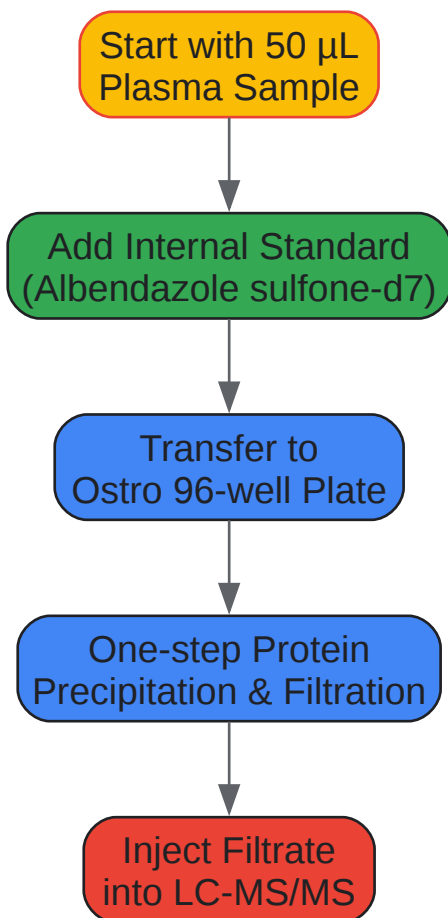 Start with 50 µL
Plasma Sample
Add Internal Standard
(Albendazole sulfone-d7)
Transfer to
Ostro 96-well Plate
One-step Protein
Precipitation & Filtration
Inject Filtrate
into LC-MS/MS